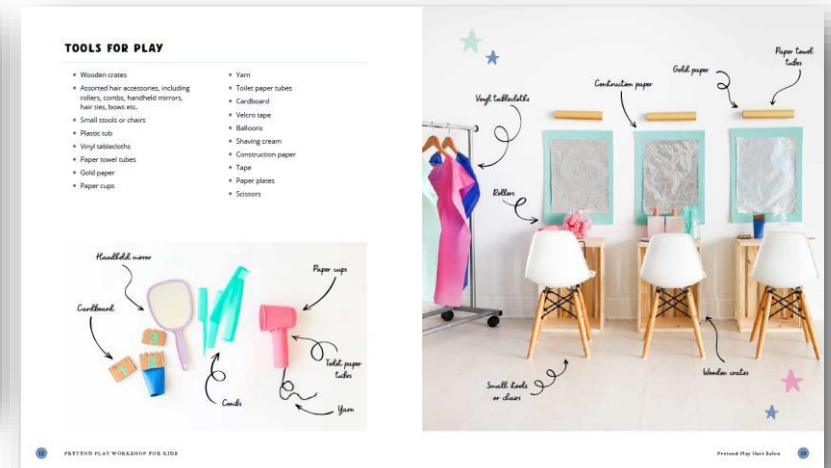 TOOLS FOR PLAY
• Wooden crates
• Assorted hair accessories, including
rollers, combs, handheld mirrors,
hair ties, bows etc.
• Small stools or chairs
• Plastic tub
• Vinyl tablecloths
• Paper towel tubes
• Gold paper
• Paper cups
• Yarn
• Toilet paper tubes
• Cardboard
• Velcro tape
• Balloons
• Shaving cream
• Construction paper
• Tape
• Paper plates
• Scissors
Handheld mirror
Cardboard
Combs
Paper cups
Toilet paper
tubes
Yarn
PRETEND PLAY WORKSHOP FOR KIDS
Vinyl tablecloths
Construction paper
Gold paper
Paper towel
tubes
Rollers
Small stools
or chairs
Wooden crates
Pretend Play Hair Salon